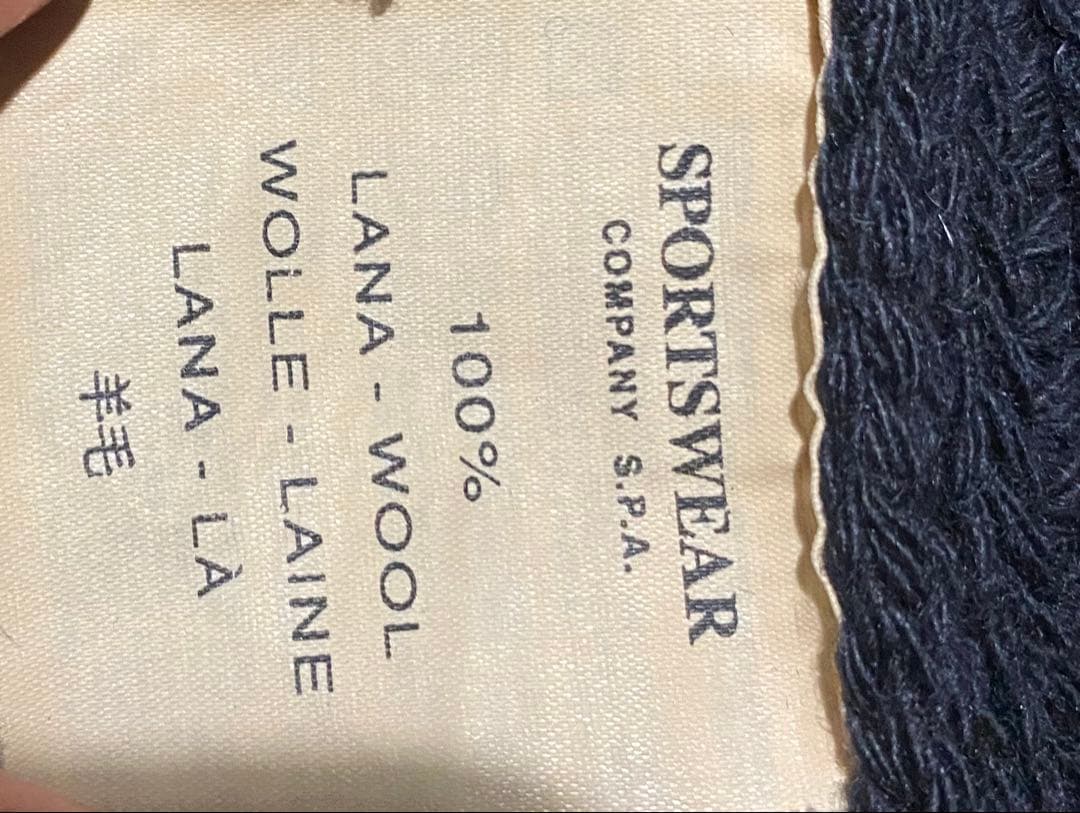 SPORTSWEAR
COMPANY S.P.A.
100%
LANA - WOOL
WOLLE - LAINE
LANA - LÀ
羊毛